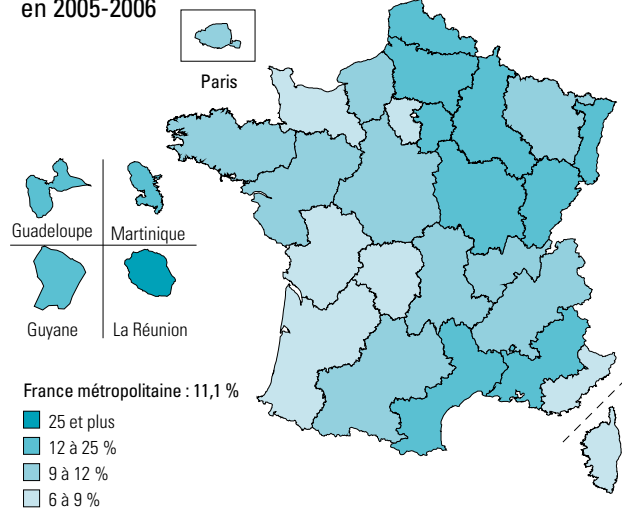 en 2005-2006
Paris
Guadeloupe
Martinique
Guyane
La Réunion
France métropolitaine : 11,1 %
25 et plus
12 à 25 %
9 à 12 %
6 à 9 %